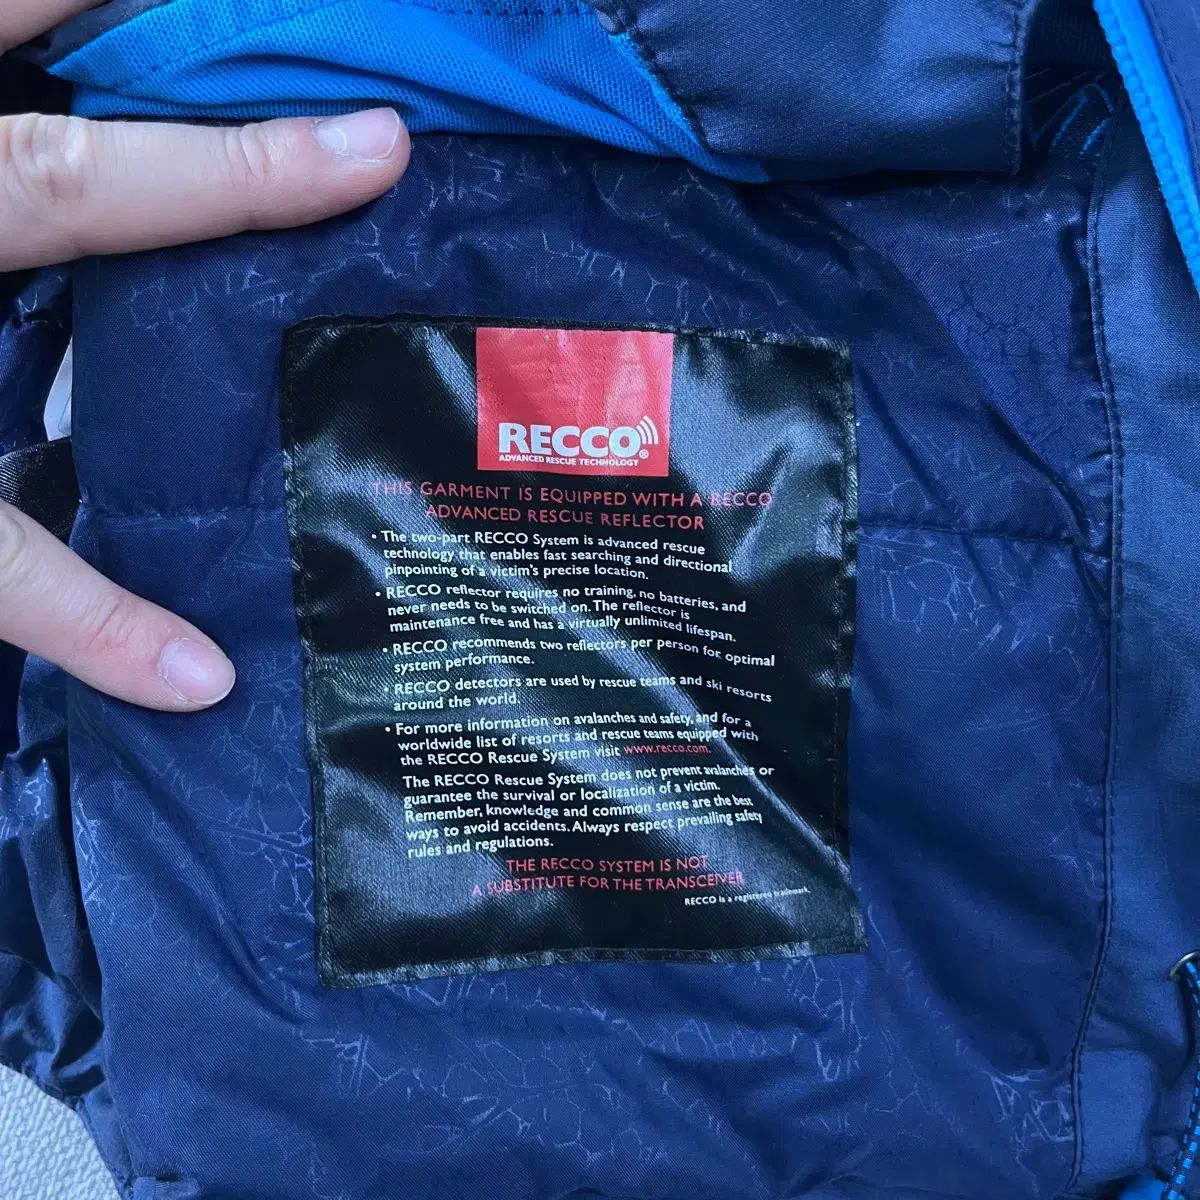 RECCO®
ADVANCED RESCUE TECHNOLOGY
THIS GARMENT IS EQUIPPED WITH A RECCO
ADVANCED RESCUE REFLECTOR
• The two-part RECCO System is advanced rescue
technology that enables fast searching and directional
pinpointing of a victim's precise location.
• RECCO reflector requires no training, no batteries, and
never needs to be switched on. The reflector is
maintenance free and has a virtually unlimited lifespan.
• RECCO recommends two reflectors per person for optimal
system performance.
• RECCO detectors are used by rescue teams and ski resorts
around the world.
• For more information on avalanches and safety, and for a
worldwide list of resorts and rescue teams equipped with
the RECCO Rescue System visit www.recco.com.
The RECCO Rescue System does not prevent avalanches or
guarantee the survival or localization of a victim.
Remember, knowledge and common sense are the best
ways to avoid accidents. Always respect prevailing safety
rules and regulations.
THE RECCO SYSTEM IS NOT
A SUBSTITUTE FOR THE TRANSCEIVER
RECCO is a registered trademark.